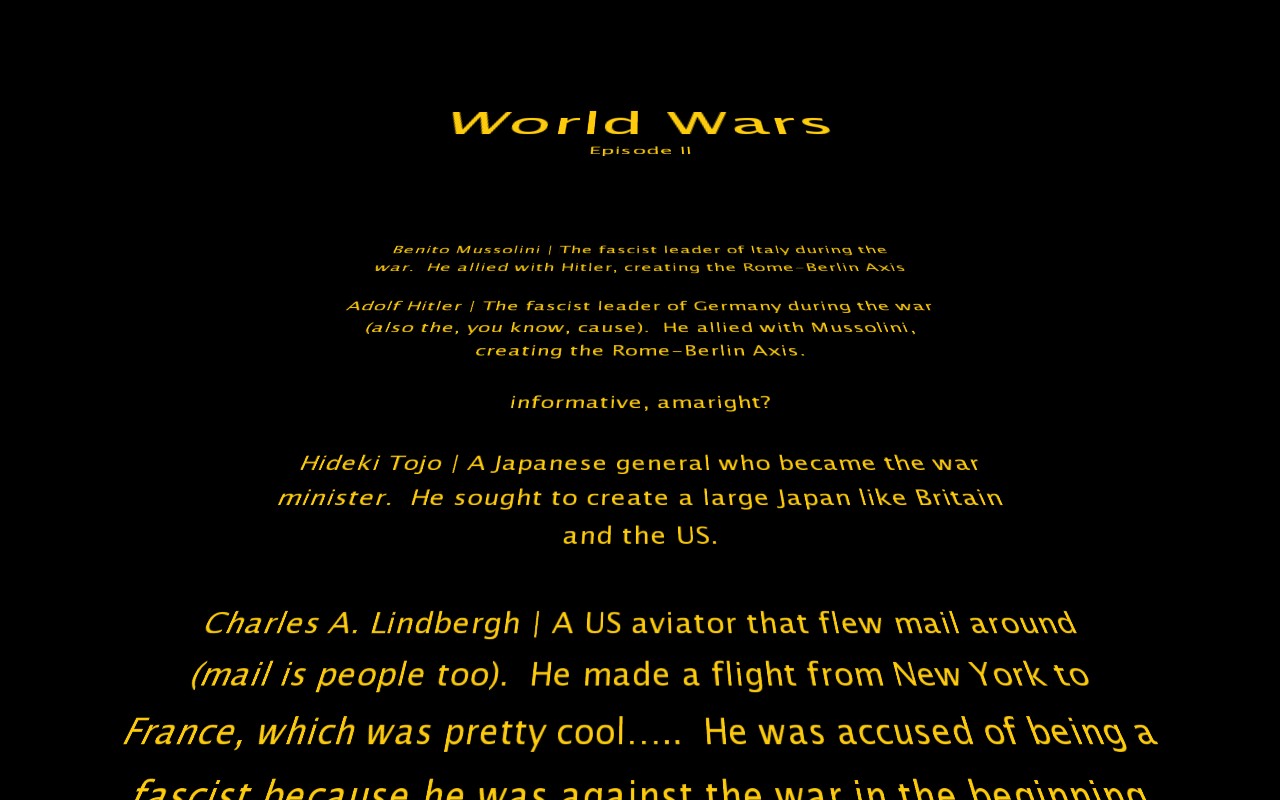 World Wars
Episode II
Benito Mussolini | The fascist leader of Italy during the
war.  He allied with Hitler, creating the Rome-Berlin Axis
Adolf Hitler | The fascist leader of Germany during the war
(also the, you know, cause).  He allied with Mussolini,
creating the Rome-Berlin Axis.
informative, amaright?
Hideki Tojo | A Japanese general who became the war
minister.  He sought to create a large Japan like Britain
and the US.
Charles A. Lindbergh | A US aviator that flew mail around
(mail is people too).  He made a flight from New York to
France, which was pretty cool.....  He was accused of being a
fascist because he was against the war in the beginning